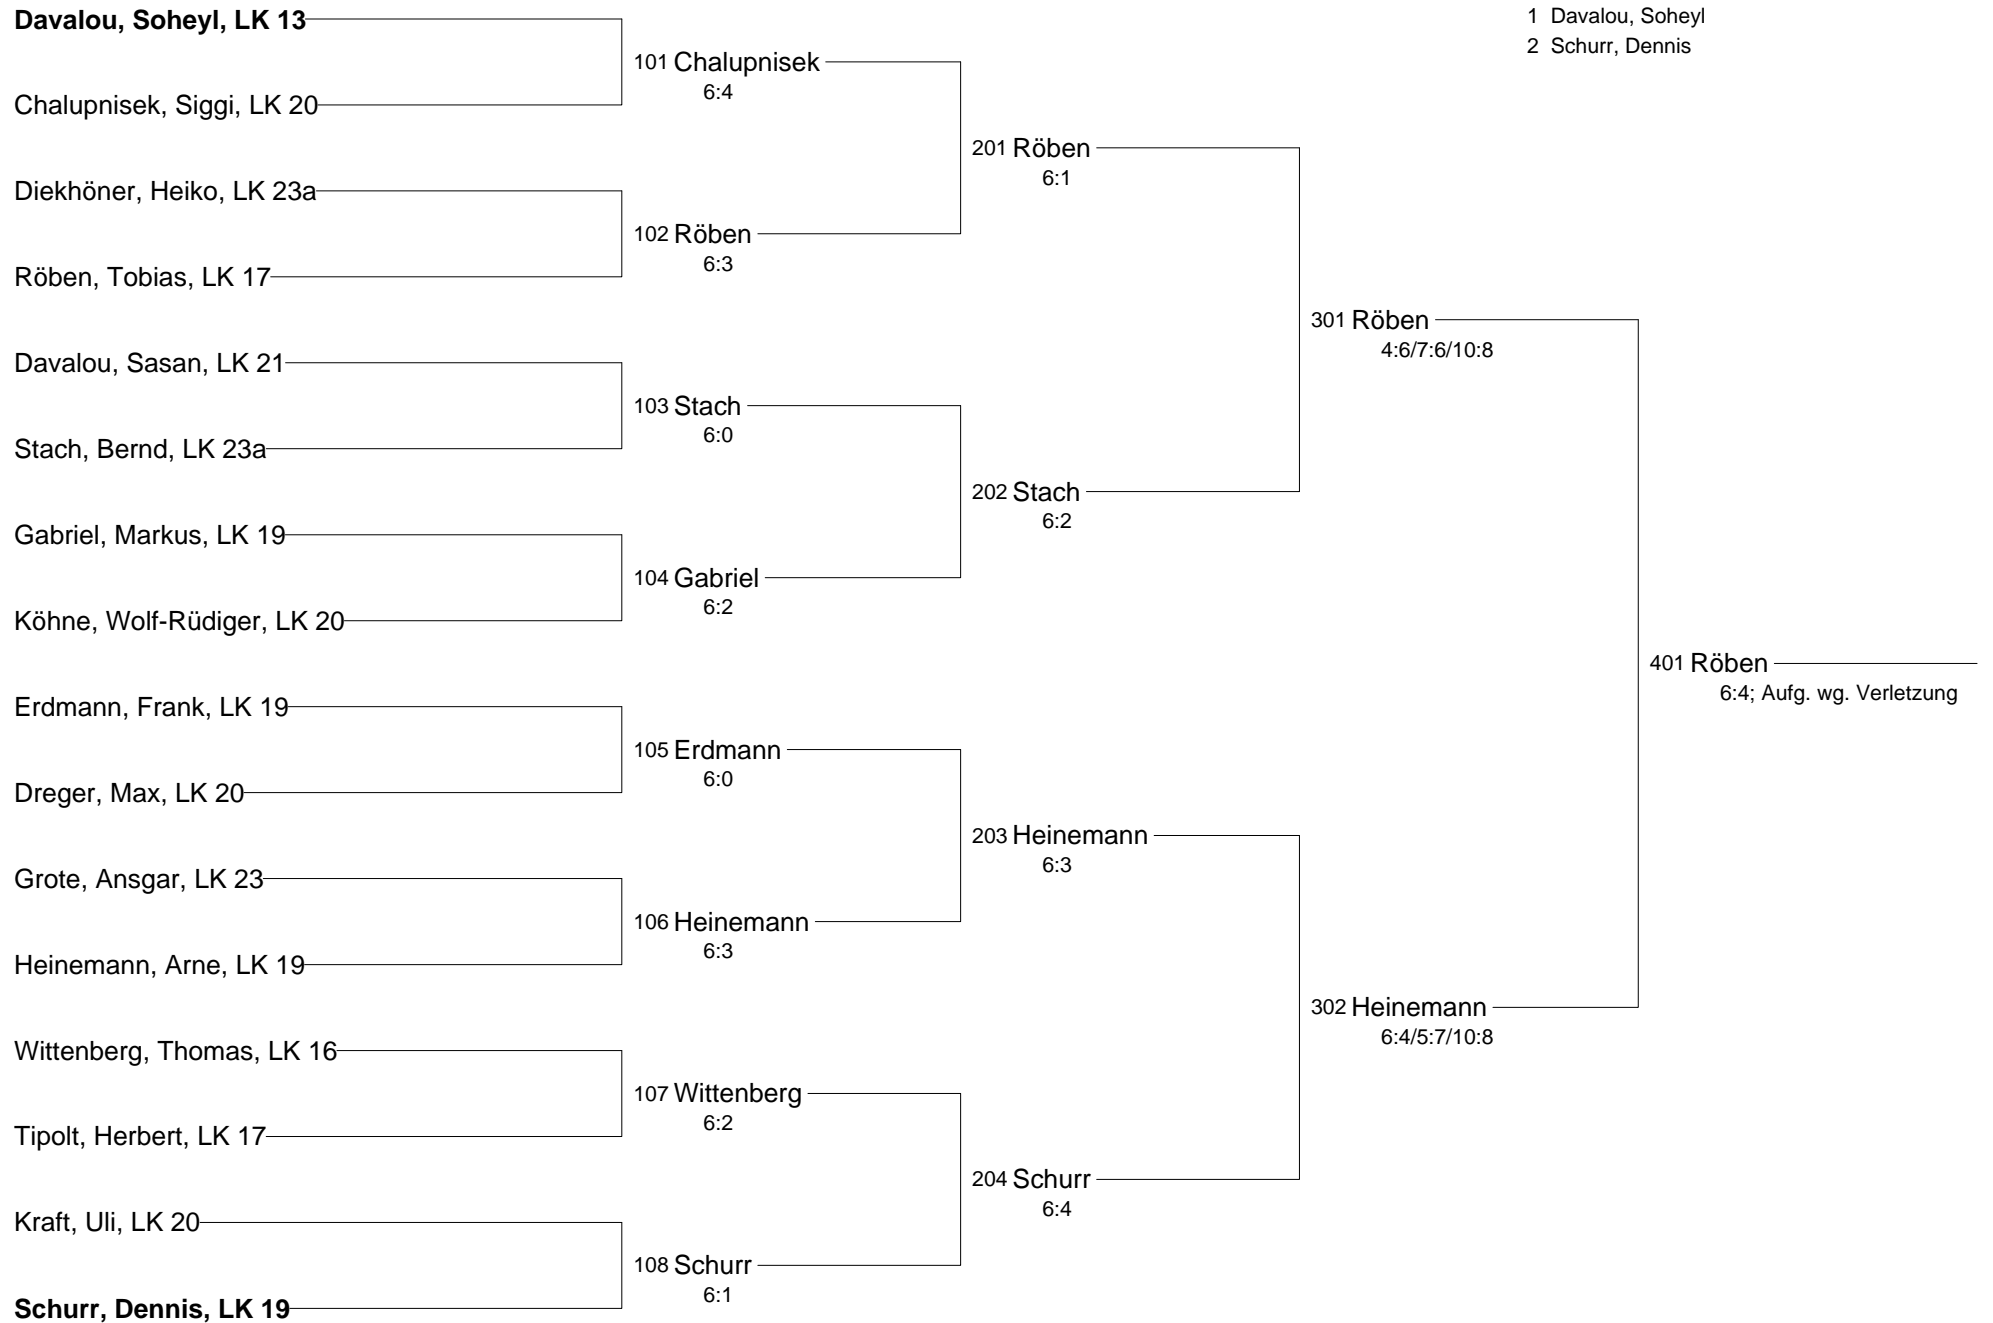 Davalou, Soheyl, LK 13
Chalupnisek, Siggi, LK 20
Diekhöner, Heiko, LK 23a
Röben, Tobias, LK 17
Davalou, Sasan, LK 21
Stach, Bernd, LK 23a
Gabriel, Markus, LK 19
Köhne, Wolf-Rüdiger, LK 20
Erdmann, Frank, LK 19
Dreger, Max, LK 20
Grote, Ansgar, LK 23
Heinemann, Arne, LK 19
Wittenberg, Thomas, LK 16
Tipolt, Herbert, LK 17
Kraft, Uli, LK 20
Schurr, Dennis, LK 19
101 Chalupnisek
6:4
102 Röben
6:3
103 Stach
6:0
104 Gabriel
6:2
105 Erdmann
6:0
106 Heinemann
6:3
107 Wittenberg
6:2
108 Schurr
6:1
201 Röben
6:1
202 Stach
6:2
203 Heinemann
6:3
204 Schurr
6:4
301 Röben
4:6/7:6/10:8
302 Heinemann
6:4/5:7/10:8
401 Röben
6:4; Aufg. wg. Verletzung
1 Davalou, Soheyl
2 Schurr, Dennis